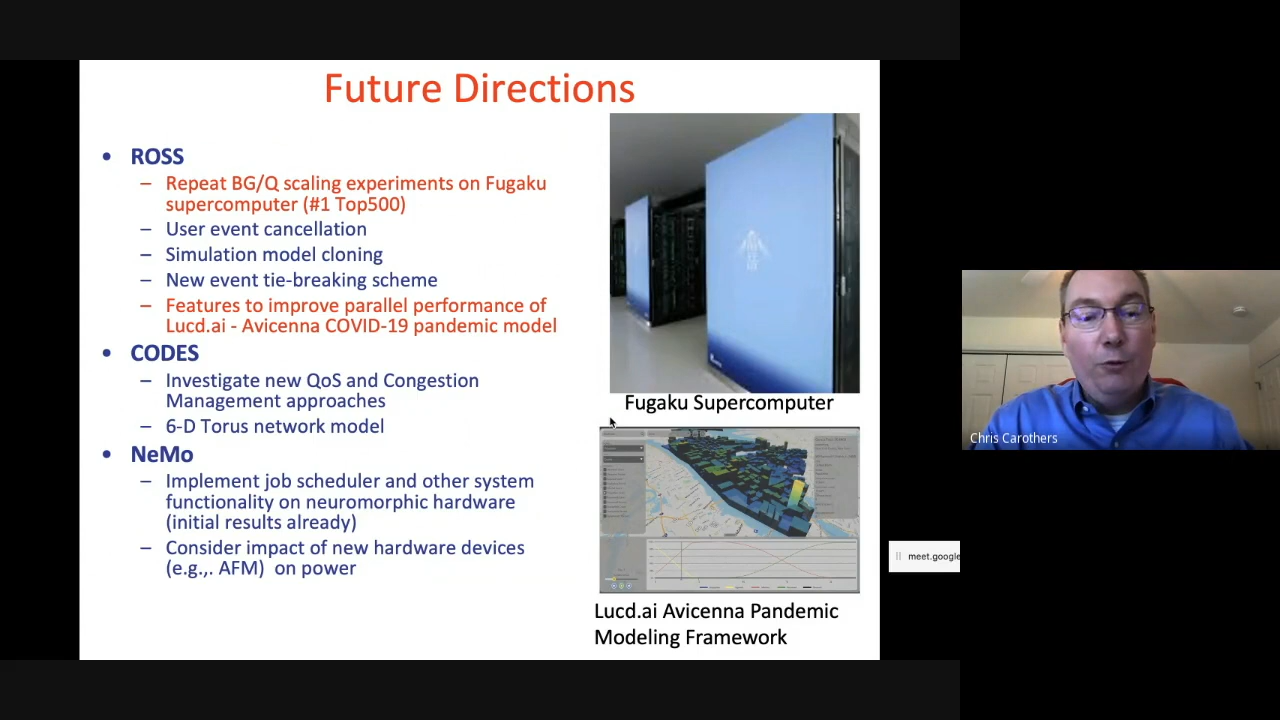 Future Directions
• ROSS
– Repeat BG/Q scaling experiments on Fugaku
supercomputer (#1 Top500)
– User event cancellation
– Simulation model cloning
– New event tie-breaking scheme
– Features to improve parallel performance of
Lucd.ai - Avicenna COVID-19 pandemic model
• CODES
– Investigate new QoS and Congestion
Management approaches
– 6-D Torus network model
• NeMo
– Implement job scheduler and other system
functionality on neuromorphic hardware
(initial results already)
– Consider impact of new hardware devices
(e.g.,. AFM) on power
Fugaku Supercomputer
Lucd.ai Avicenna Pandemic
Modeling Framework
Chris Carothers
meet.google